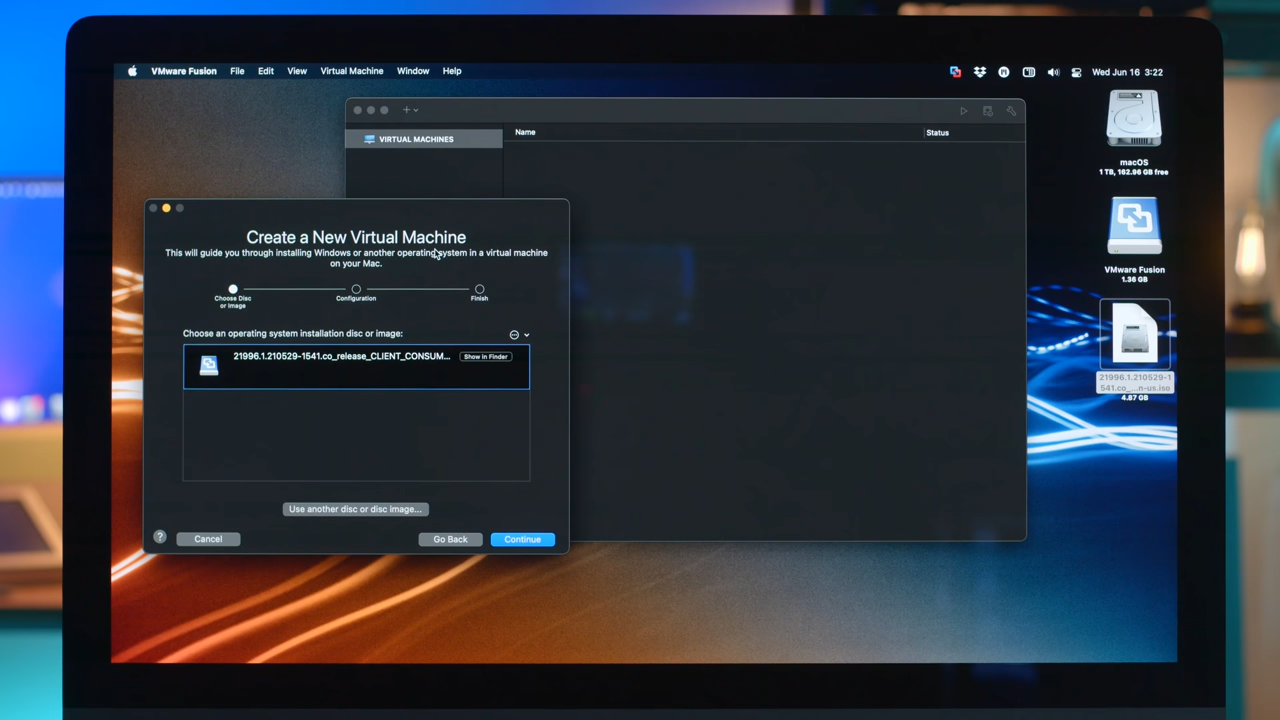 VMware Fusion File Edit View Virtual Machine Window Help
Wed Jun 16 3:22
VIRTUAL MACHINES
Name
Status
macOS
1 TB, 162.96 GB free
VMware Fusion
1.36 GB
21996.1.210529-1
541.co_...n-us.iso
4.87 GB
Create a New Virtual Machine
This will guide you through installing Windows or another operating system in a virtual machine
on your Mac.
Choose Disc
or Image
Configuration
Finish
Choose an operating system installation disc or image:
21996.1.210529-1541.co_release_CLIENT_CONSUM...
Show in Finder
Use another disc or disc image...
?
Cancel
Go Back
Continue